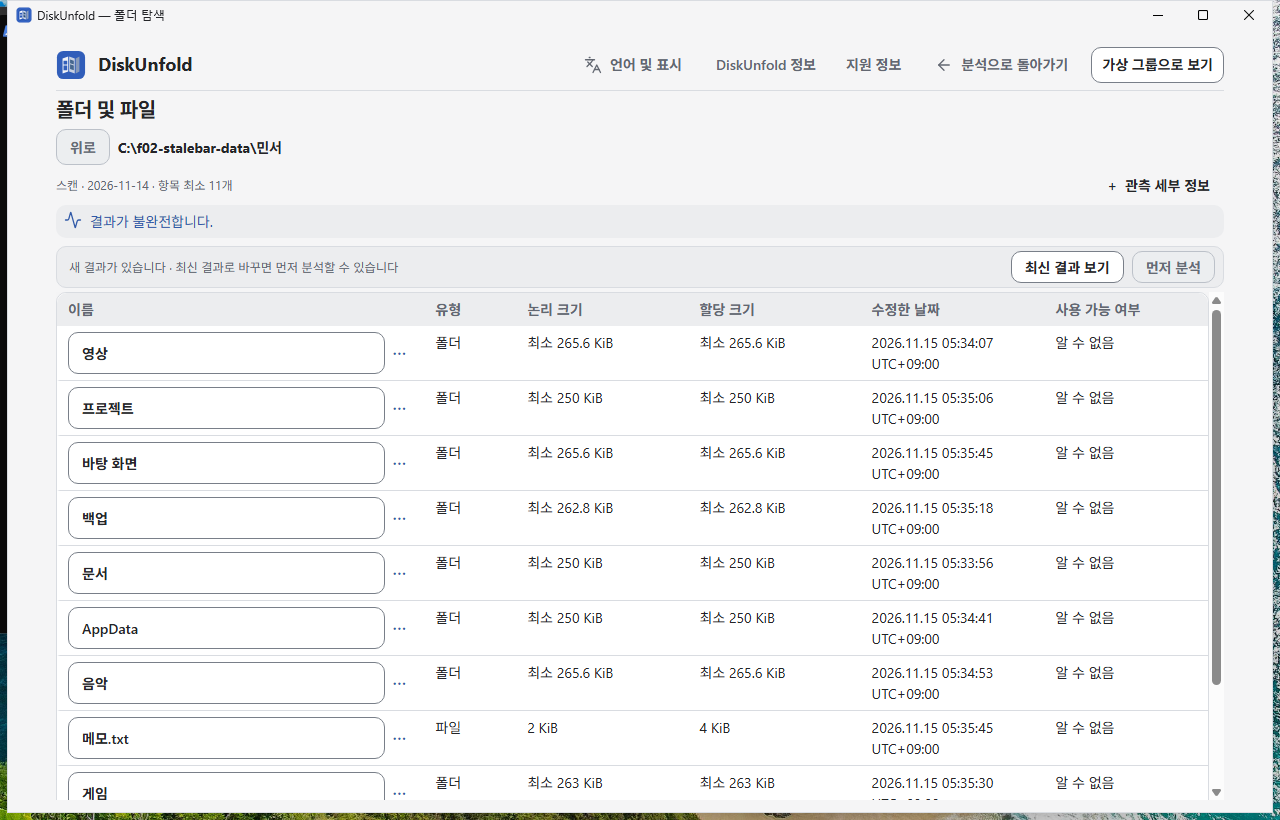 DiskUnfold — 폴더 탐색
DiskUnfold
언어 및 표시
DiskUnfold 정보
지원 정보
← 분석으로 돌아가기
가상 그룹으로 보기
폴더 및 파일
위로 C:\f02-stalebar-data\민서
스캔 · 2026-11-14 · 항목 최소 11개
+ 관측 세부 정보
결과가 불완전합니다.
새 결과가 있습니다 · 최신 결과로 바꾸면 먼저 분석할 수 있습니다
최신 결과 보기
먼저 분석
이름 유형 논리 크기 할당 크기 수정한 날짜 사용 가능 여부
영상 ... 폴더 최소 265.6 KiB 최소 265.6 KiB 2026.11.15 05:34:07 알 수 없음
UTC+09:00
프로젝트 ... 폴더 최소 250 KiB 최소 250 KiB 2026.11.15 05:35:06 알 수 없음
UTC+09:00
바탕 화면 ... 폴더 최소 265.6 KiB 최소 265.6 KiB 2026.11.15 05:35:45 알 수 없음
UTC+09:00
백업 ... 폴더 최소 262.8 KiB 최소 262.8 KiB 2026.11.15 05:35:18 알 수 없음
UTC+09:00
문서 ... 폴더 최소 250 KiB 최소 250 KiB 2026.11.15 05:33:56 알 수 없음
UTC+09:00
AppData ... 폴더 최소 250 KiB 최소 250 KiB 2026.11.15 05:34:41 알 수 없음
UTC+09:00
음악 ... 폴더 최소 265.6 KiB 최소 265.6 KiB 2026.11.15 05:34:53 알 수 없음
UTC+09:00
메모.txt ... 파일 2 KiB 4 KiB 2026.11.15 05:35:45 알 수 없음
UTC+09:00
게임 ... 폴더 최소 263 KiB 최소 263 KiB 2026.11.15 05:35:30 알 수 없음